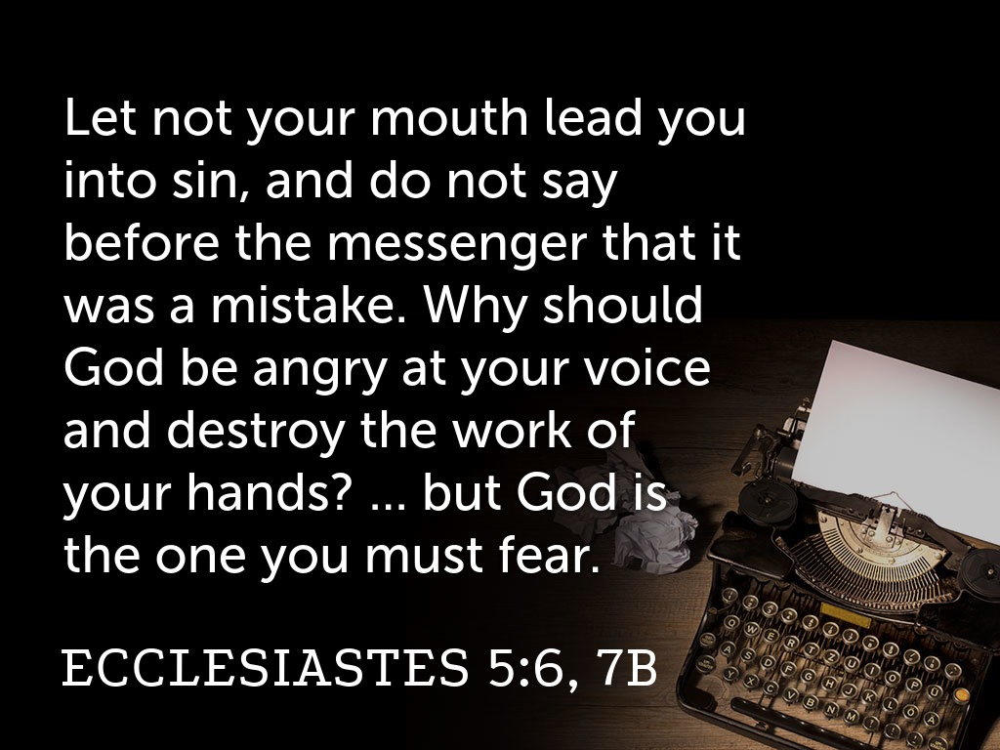 Let not your mouth lead you
into sin, and do not say
before the messenger that it
was a mistake. Why should
God be angry at your voice
and destroy the work of
your hands? ... but God is
the one you must fear.
ECCLESIASTES 5:6, 7B
Q W E R T Z U I O P Ü
A S D F G H J K L Ö Ä
Y X C V B N M